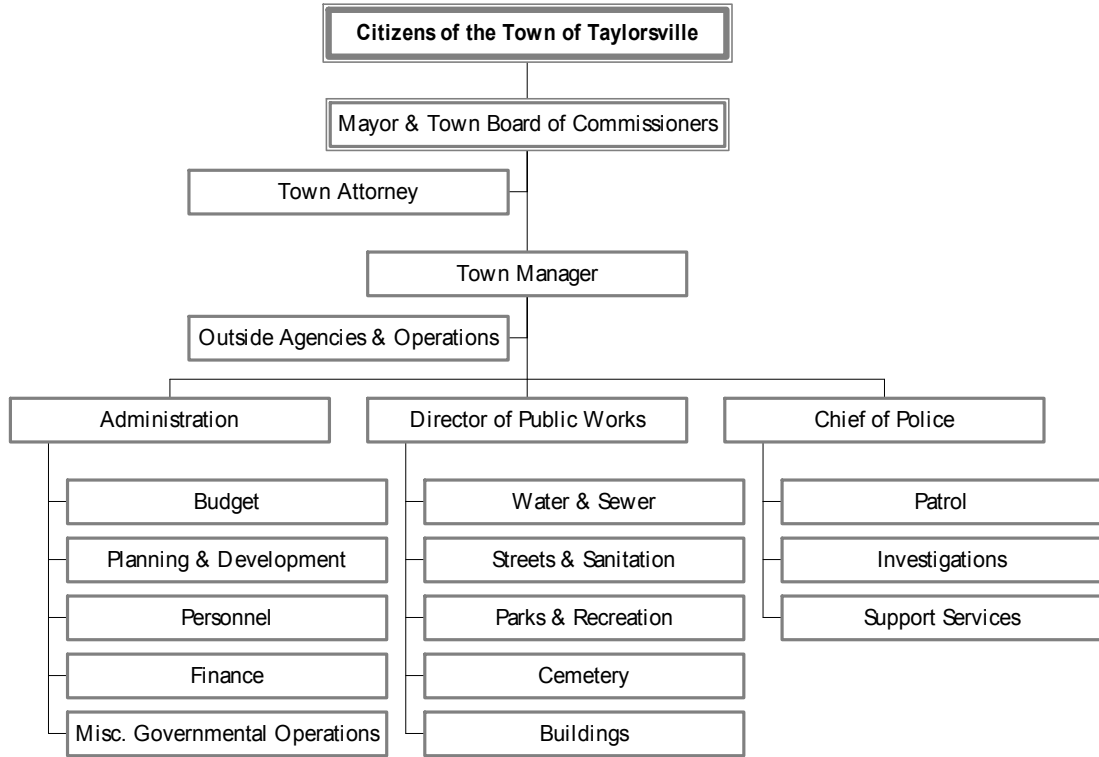 Citizens of the Town of Taylorsville
Mayor & Town Board of Commissioners
Town Attorney
Town Manager
Outside Agencies & Operations
Administration
Director of Public Works
Chief of Police
Budget
Water & Sewer
Patrol
Planning & Development
Streets & Sanitation
Investigations
Personnel
Parks & Recreation
Support Services
Finance
Cemetery
Misc. Governmental Operations
Buildings